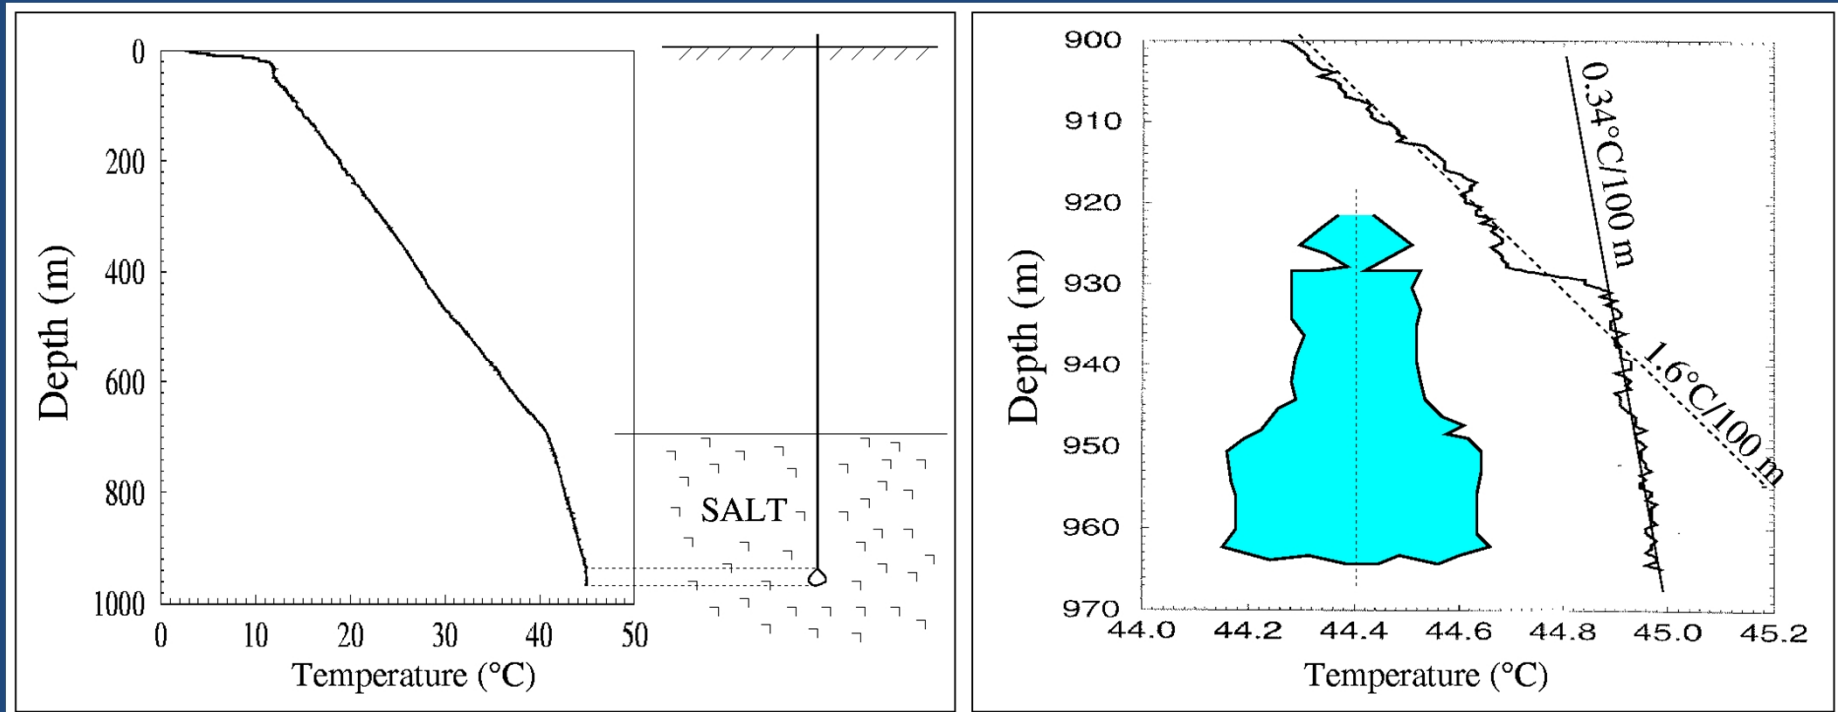 0
200
400
600
800
1000
Depth (m)
0 10 20 30 40 50
Temperature (°C)
SALT
900
910
920
930
940
950
960
970
Depth (m)
44.0 44.2 44.4 44.6 44.8 45.0 45.2
Temperature (°C)
0.34°C/100 m
1.6°C/100 m